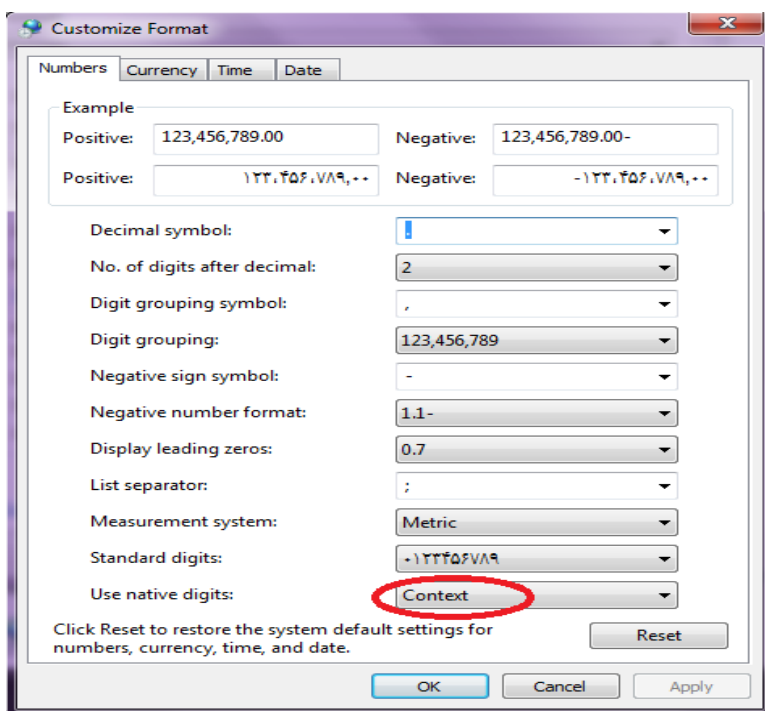 Customize Format
Numbers Currency Time Date
Example
Positive: 123,456,789.00 Negative: 123,456,789.00-
Positive: ۱۲۳،۴۵۶،۷۸۹,۰۰ Negative: -۱۲۳،۴۵۶،۷۸۹,۰۰
Decimal symbol: .
No. of digits after decimal: 2
Digit grouping symbol: ,
Digit grouping: 123,456,789
Negative sign symbol: -
Negative number format: 1.1-
Display leading zeros: 0.7
List separator: ;
Measurement system: Metric
Standard digits: ۰۱۲۳۴۵۶۷۸۹
Use native digits: Context
Click Reset to restore the system default settings for
numbers, currency, time, and date.
Reset
OK Cancel Apply